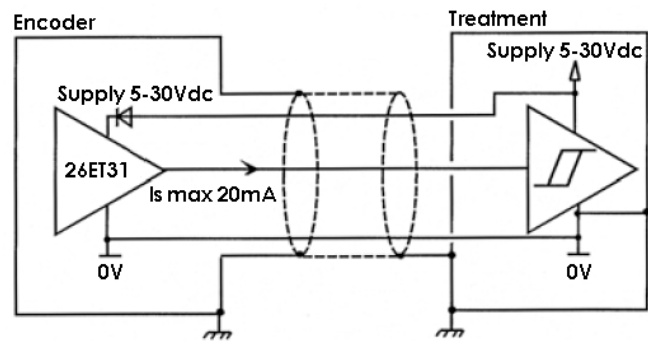 Encoder
Treatment
Supply 5-30Vdc
Supply 5-30Vdc
26ET31
Is max 20mA
0V
0V